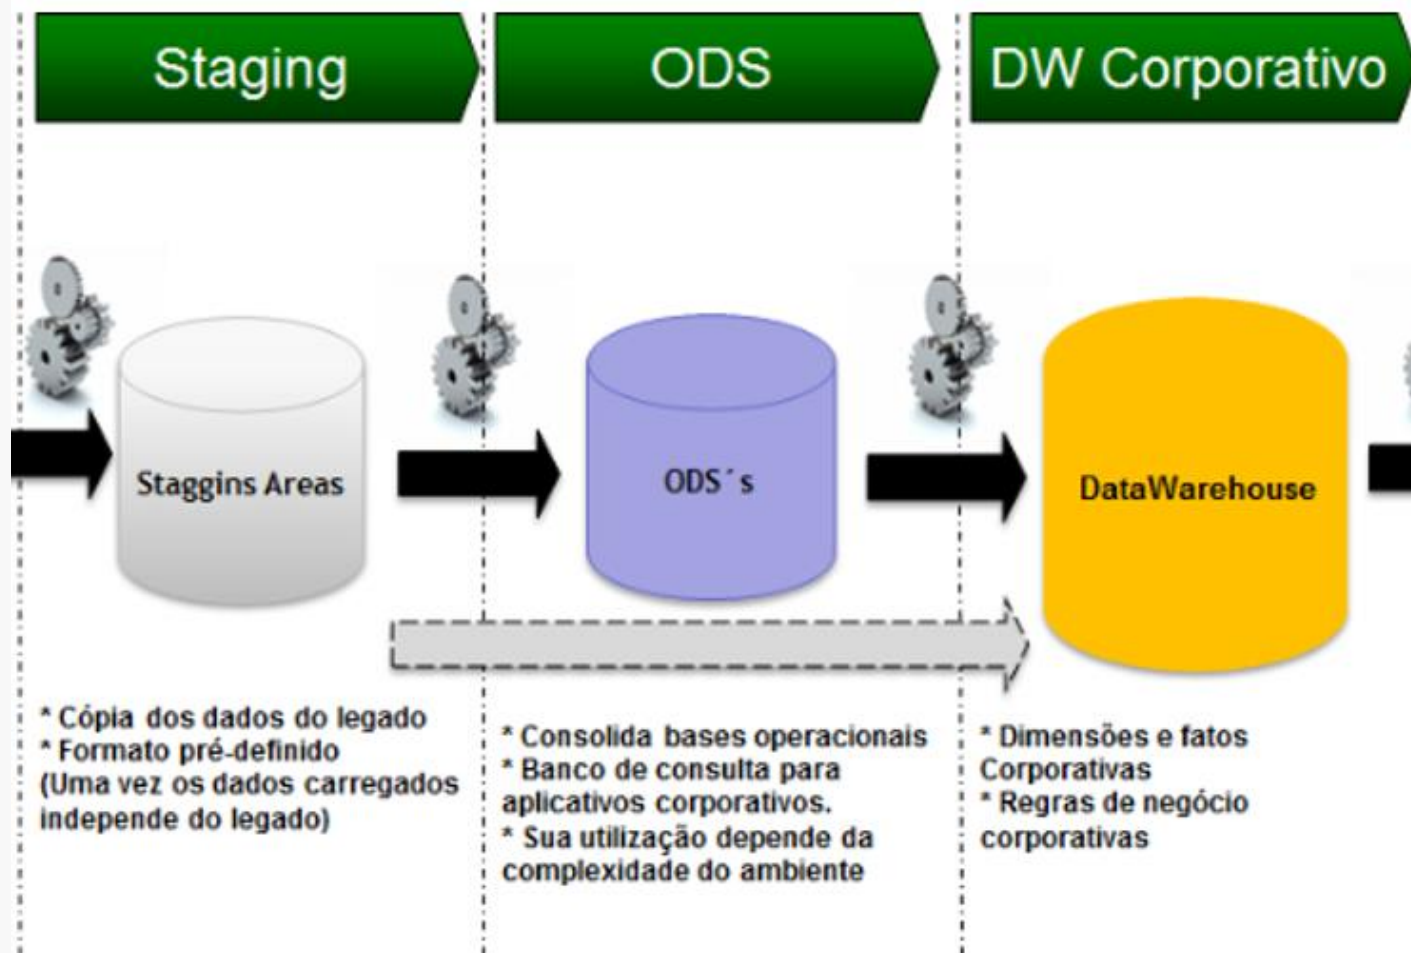 Staging
ODS
DW Corporativo
Staggins Areas
ODS´s
DataWarehouse
* Cópia dos dados do legado
* Formato pré-definido
(Uma vez os dados carregados
independe do legado)
* Consolida bases operacionais
* Banco de consulta para
aplicativos corporativos.
* Sua utilização depende da
complexidade do ambiente
* Dimensões e fatos
Corporativas
* Regras de negócio
corporativas